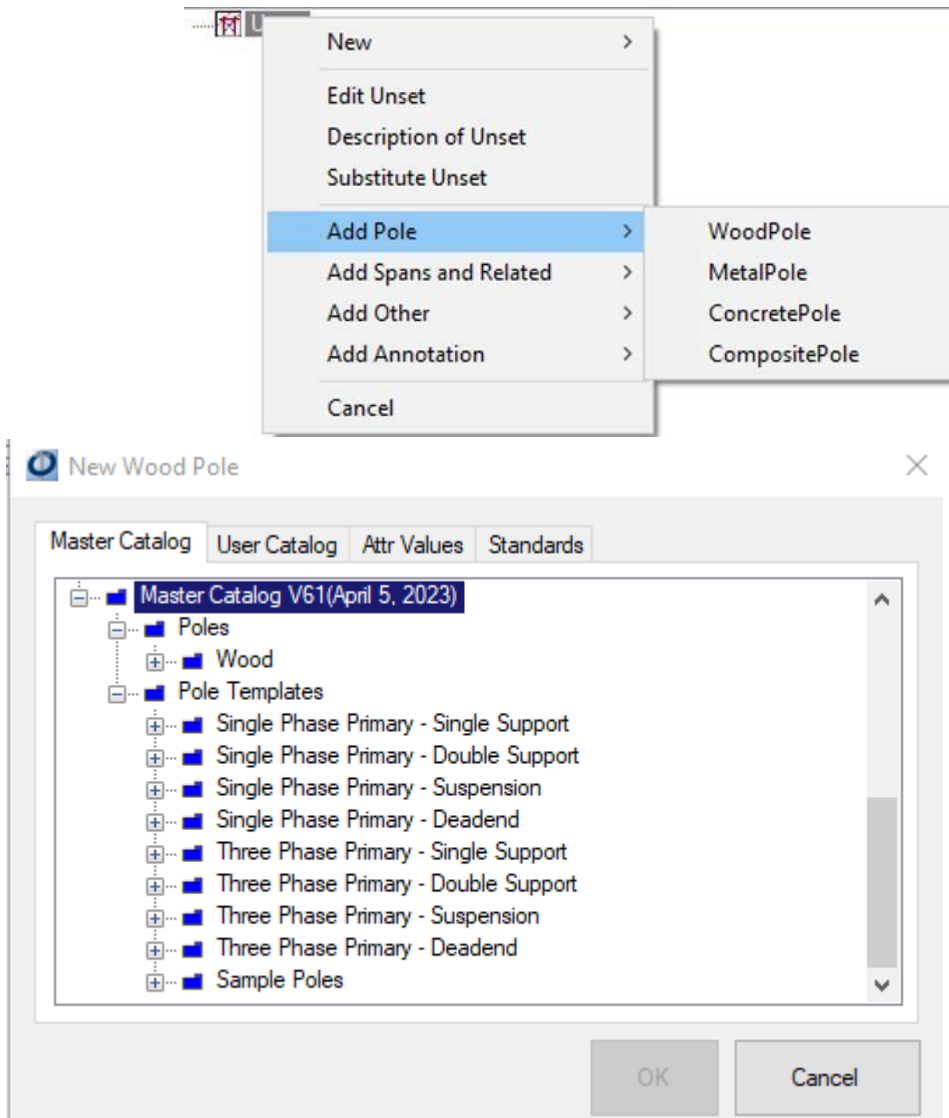 New
Edit Unset
Description of Unset
Substitute Unset
Add Pole
Add Spans and Related
Add Other
Add Annotation
Cancel
WoodPole
MetalPole
ConcretePole
CompositePole
New Wood Pole
Master Catalog User Catalog Attr Values Standards
Master Catalog V61(April 5, 2023)
Poles
Wood
Pole Templates
Single Phase Primary - Single Support
Single Phase Primary - Double Support
Single Phase Primary - Suspension
Single Phase Primary - Deadend
Three Phase Primary - Single Support
Three Phase Primary - Double Support
Three Phase Primary - Suspension
Three Phase Primary - Deadend
Sample Poles
OK Cancel